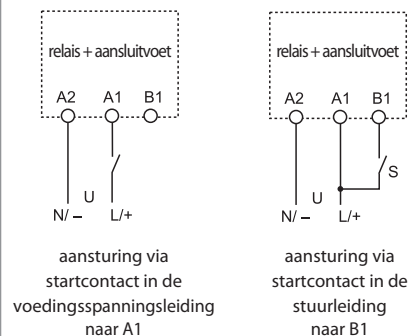 relais + aansluitvoet
A2 A1 B1
U
N/ – L/+
aansturing via
startcontact in de
voedingsspanningsleiding
naar A1
relais + aansluitvoet
A2 A1 B1
S
U
N/ – L/+
aansturing via
startcontact in de
stuurleiding
naar B1